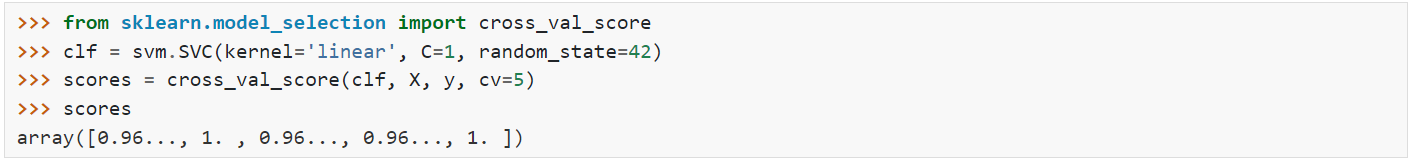 >>> from sklearn.model_selection import cross_val_score
>>> clf = svm.SVC(kernel='linear', C=1, random_state=42)
>>> scores = cross_val_score(clf, X, y, cv=5)
>>> scores
array([0.96..., 1. , 0.96..., 0.96..., 1. ])